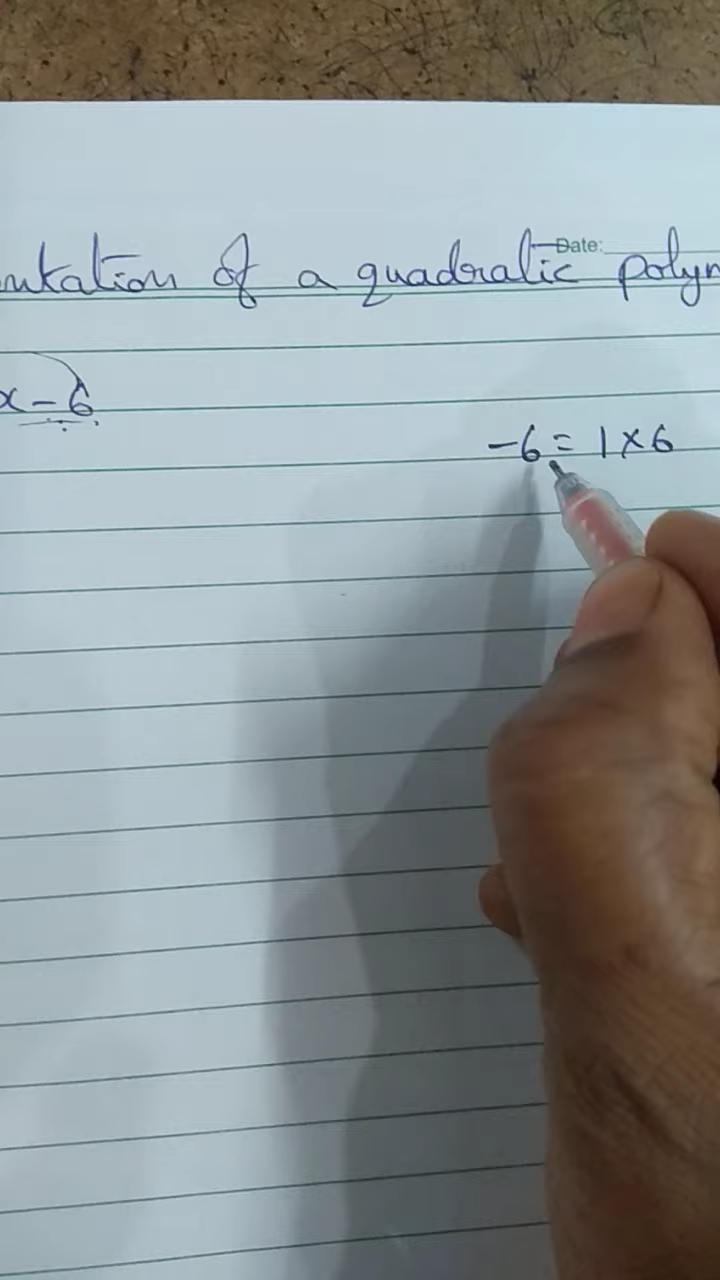 ntation of a quadratic polyn
Date:
x - 6
-6 = 1 × 6